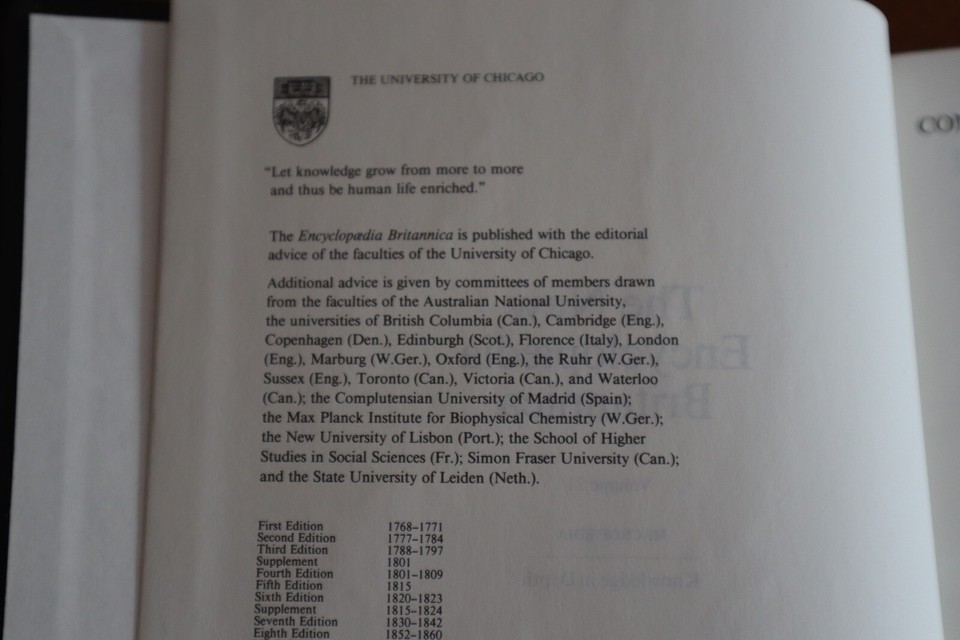 THE UNIVERSITY OF CHICAGO
“Let knowledge grow from more to more
and thus be human life enriched.”
The Encyclopædia Britannica is published with the editorial
advice of the faculties of the University of Chicago.
Additional advice is given by committees of members drawn
from the faculties of the Australian National University,
the universities of British Columbia (Can.), Cambridge (Eng.),
Copenhagen (Den.), Edinburgh (Scot.), Florence (Italy), London
(Eng.), Marburg (W.Ger.), Oxford (Eng.), the Ruhr (W.Ger.),
Sussex (Eng.), Toronto (Can.), Victoria (Can.), and Waterloo
(Can.); the Complutensian University of Madrid (Spain);
the Max Planck Institute for Biophysical Chemistry (W.Ger.);
the New University of Lisbon (Port.); the School of Higher
Studies in Social Sciences (Fr.); Simon Fraser University (Can.);
and the State University of Leiden (Neth.).
First Edition 1768–1771
Second Edition 1777–1784
Third Edition 1788–1797
Supplement 1801
Fourth Edition 1801–1809
Fifth Edition 1815
Sixth Edition 1820–1823
Supplement 1815–1824
Seventh Edition 1830–1842
Eighth Edition 1852–1860